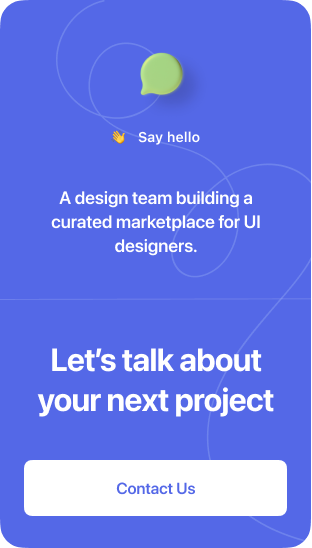 👋 Say hello
A design team building a
curated marketplace for UI
designers.
Let's talk about
your next project
Contact Us